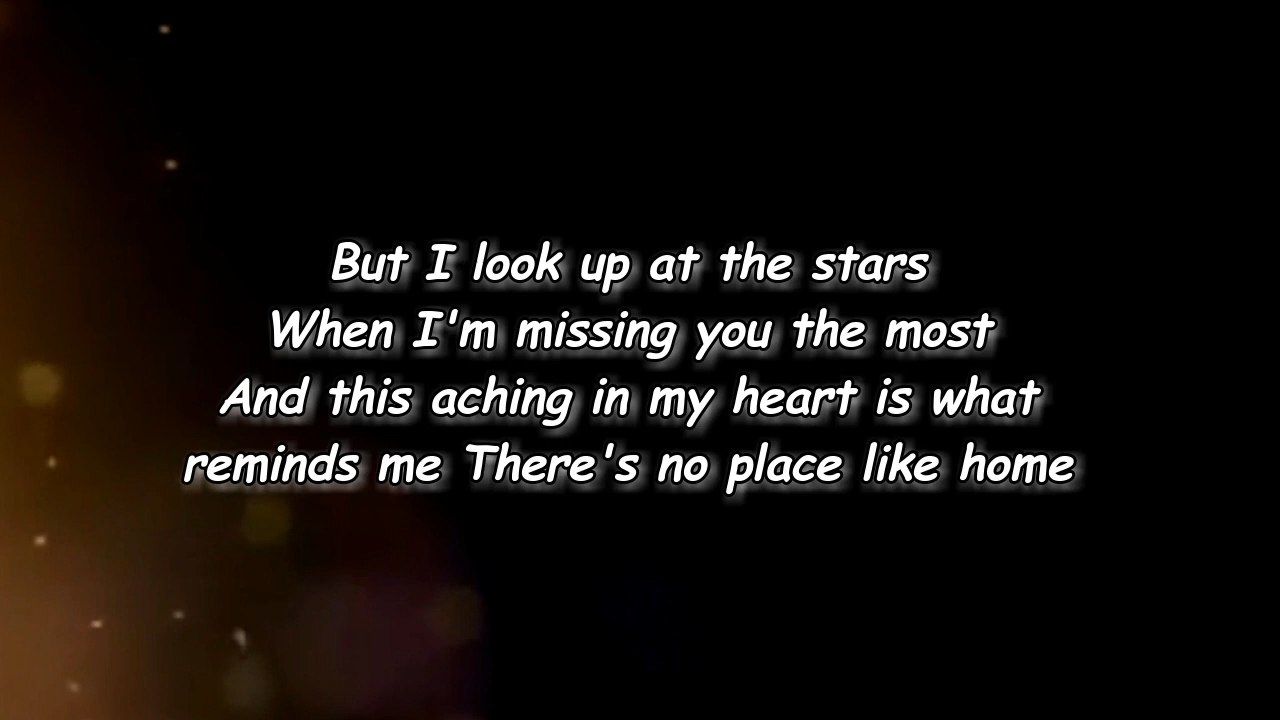 But I look up at the stars
When I'm missing you the most
And this aching in my heart is what
reminds me There's no place like home